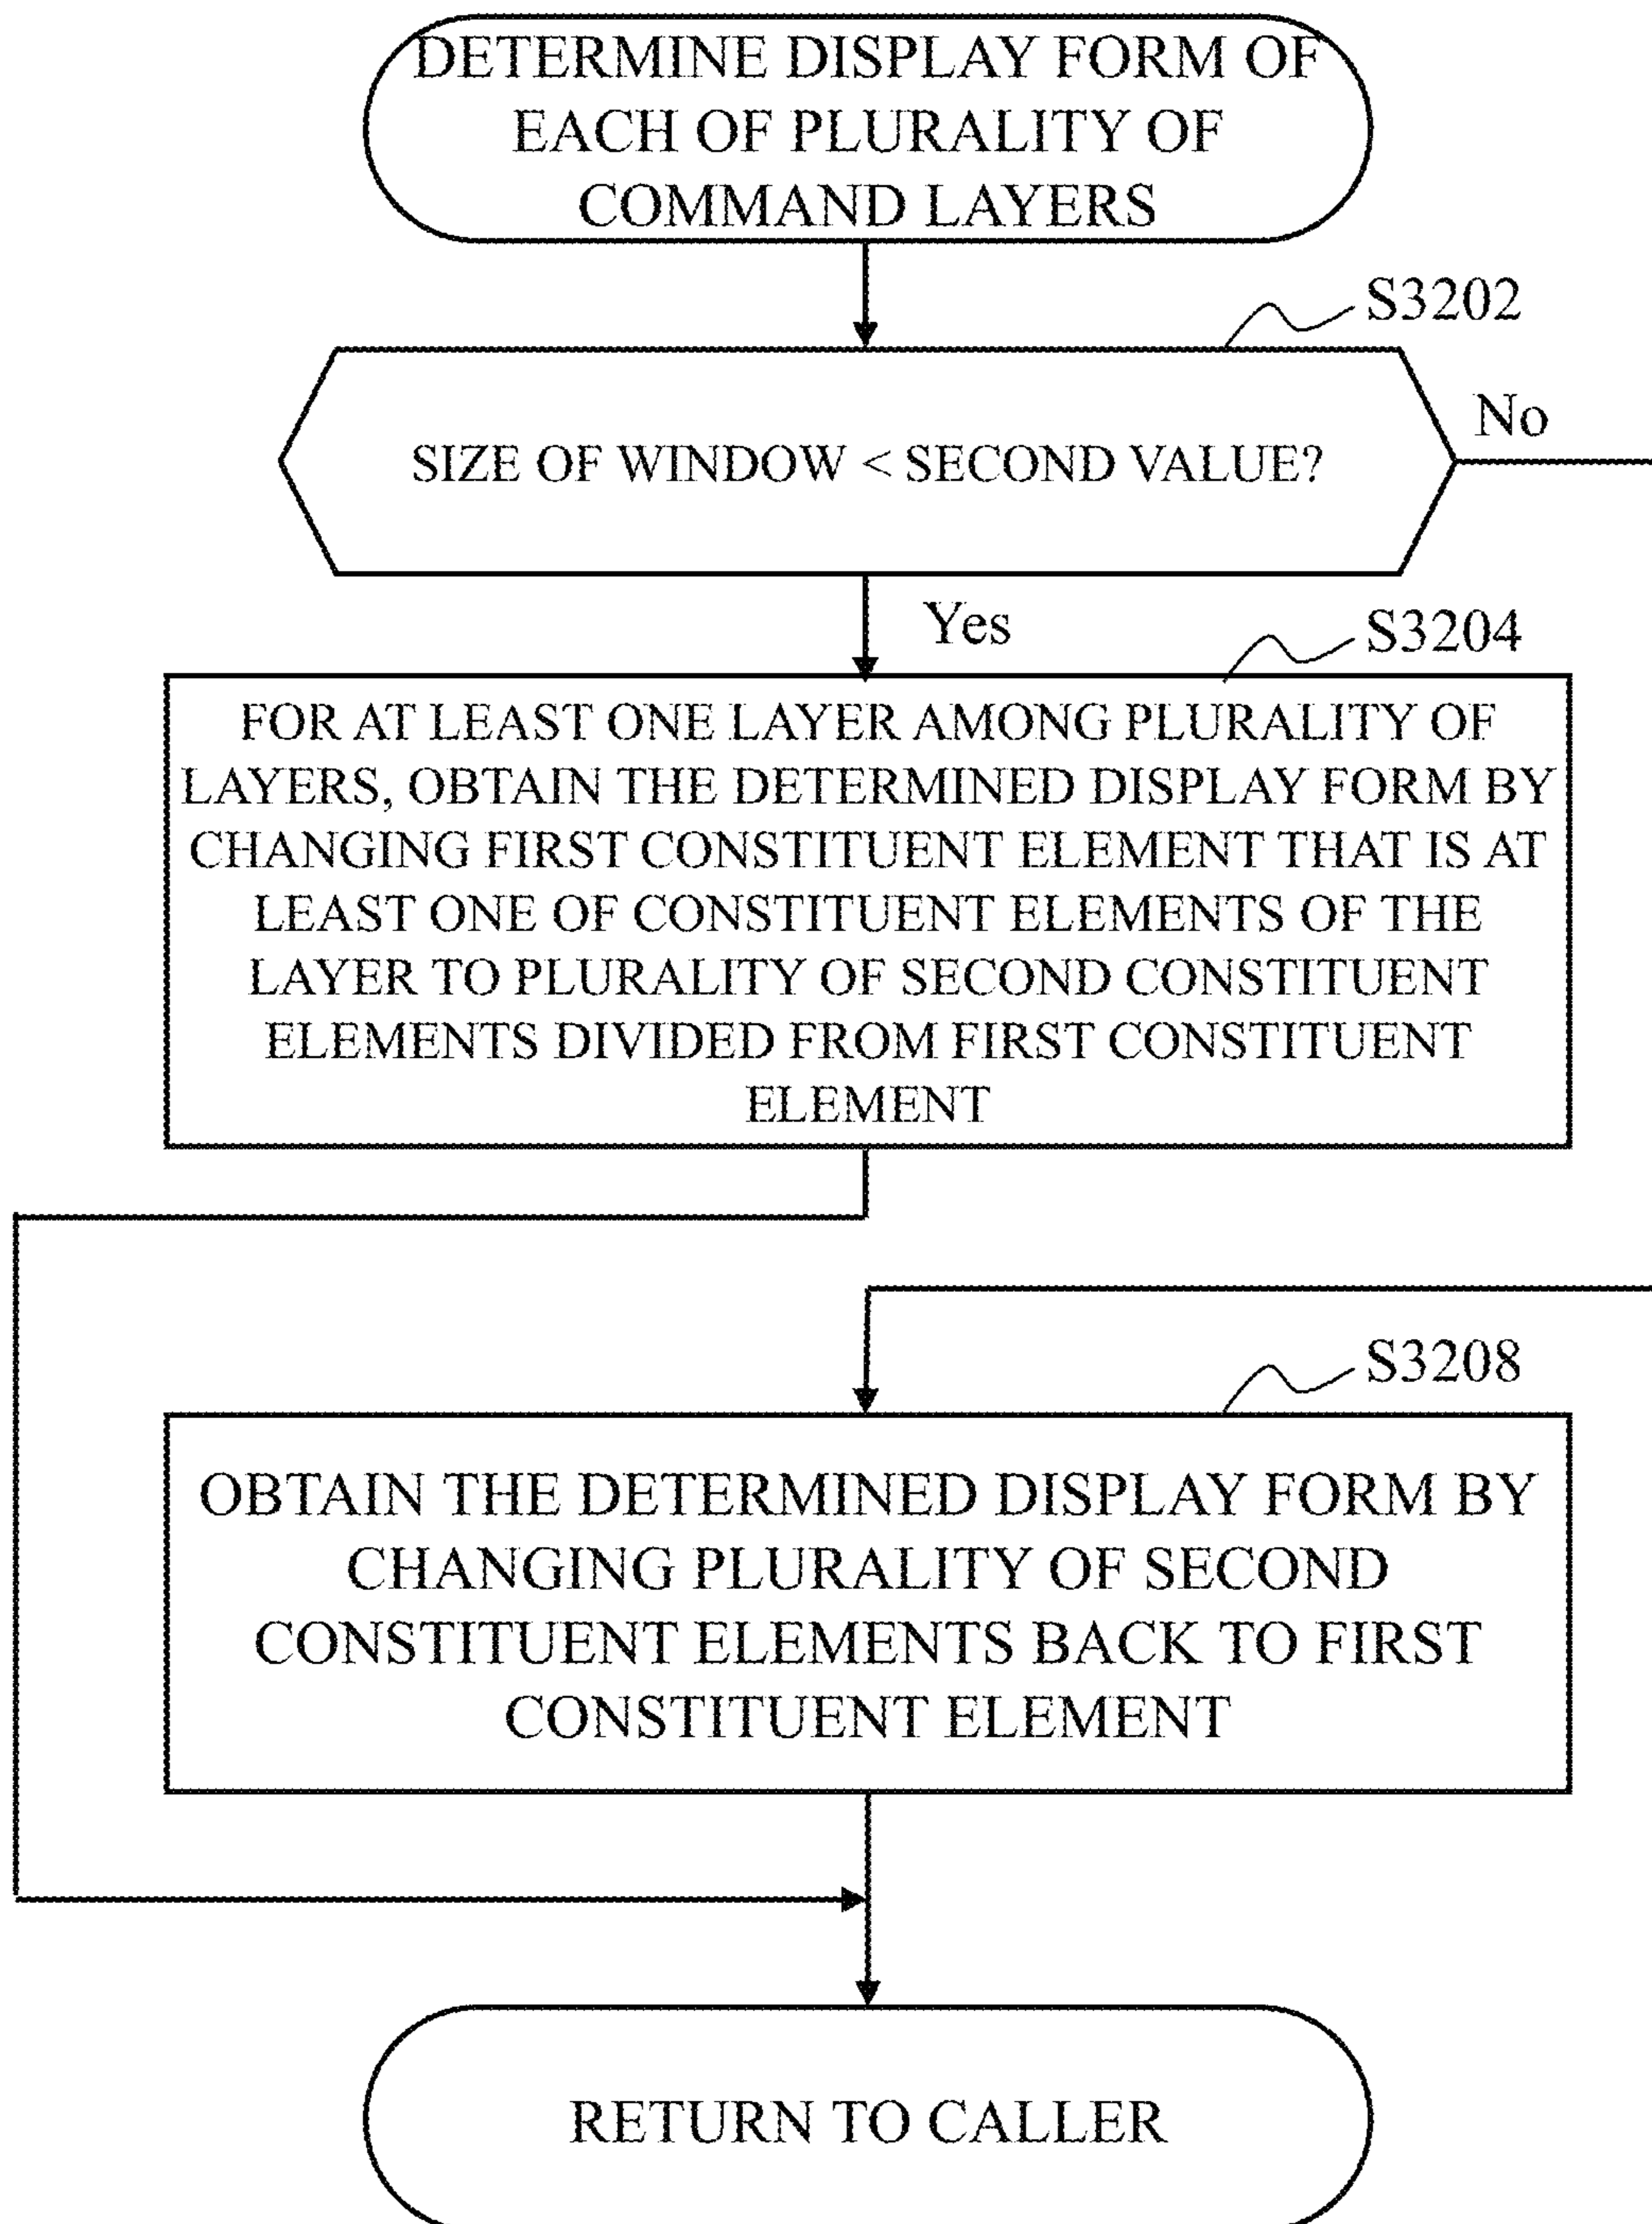 DETERMINE DISPLAY FORM OF
EACH OF PLURALITY OF
COMMAND LAYERS
S3202
No
SIZE OF WINDOW < SECOND VALUE?
Yes
S3204
FOR AT LEAST ONE LAYER AMONG PLURALITY OF
LAYERS, OBTAIN THE DETERMINED DISPLAY FORM BY
CHANGING FIRST CONSTITUENT ELEMENT THAT IS AT
LEAST ONE OF CONSTITUENT ELEMENTS OF THE
LAYER TO PLURALITY OF SECOND CONSTITUENT
ELEMENTS DIVIDED FROM FIRST CONSTITUENT
ELEMENT
S3208
OBTAIN THE DETERMINED DISPLAY FORM BY
CHANGING PLURALITY OF SECOND
CONSTITUENT ELEMENTS BACK TO FIRST
CONSTITUENT ELEMENT
RETURN TO CALLER